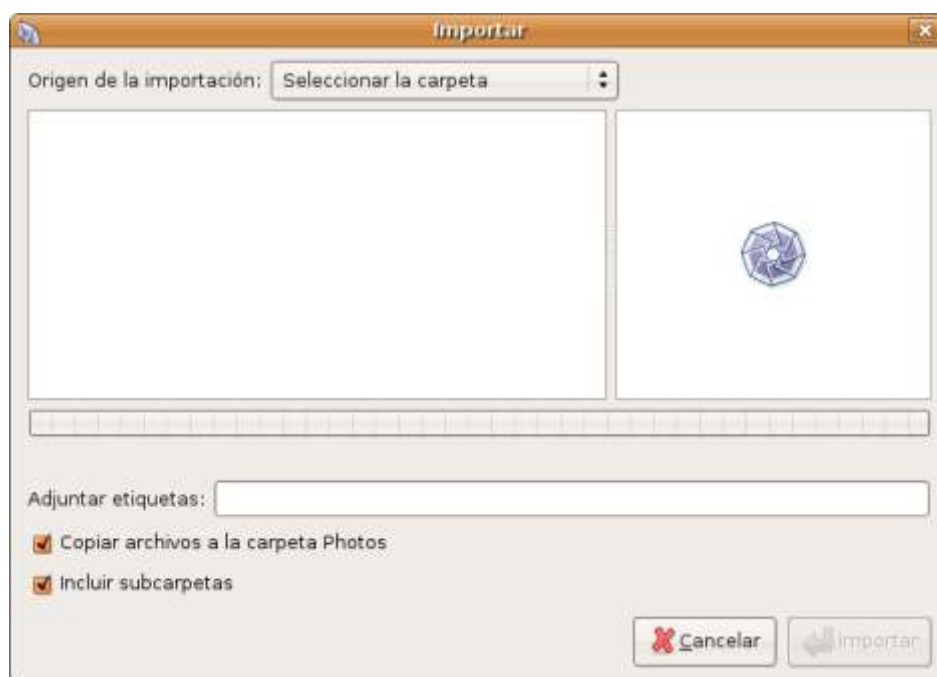 Importar
Origen de la importación: Seleccionar la carpeta
Adjuntar etiquetas:
Copiar archivos a la carpeta Photos
Incluir subcarpetas
Cancelar Importar